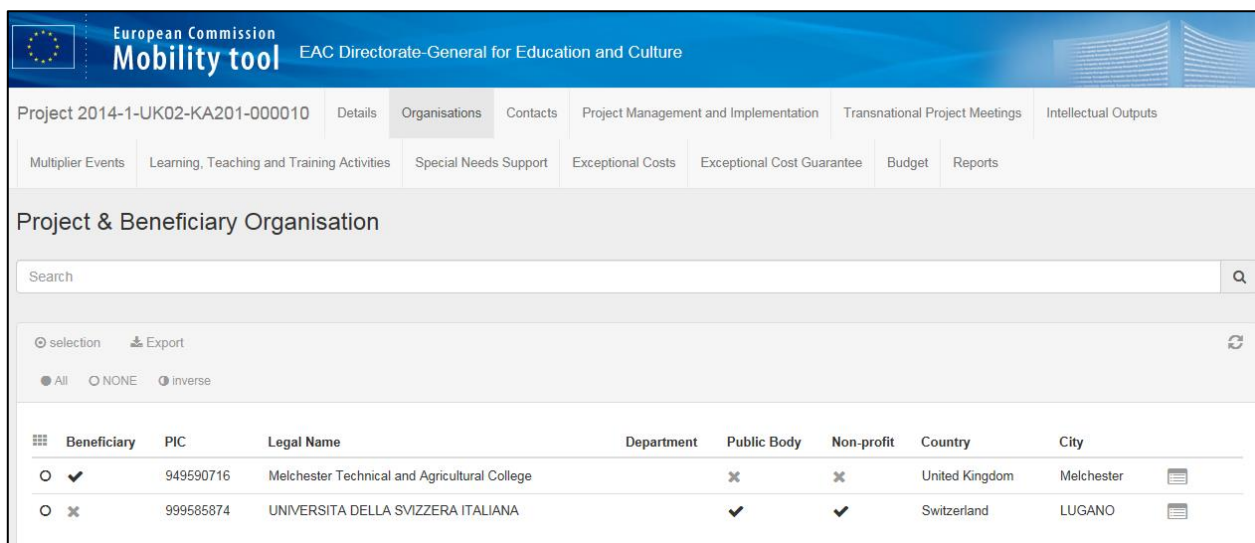 European Commission
Mobility tool EAC Directorate-General for Education and Culture
Project 2014-1-UK02-KA201-000010 Details Organisations Contacts Project Management and Implementation Transnational Project Meetings Intellectual Outputs
Multiplier Events Learning, Teaching and Training Activities Special Needs Support Exceptional Costs Exceptional Cost Guarantee Budget Reports
Project & Beneficiary Organisation
Search
selection Export
All NONE inverse
Beneficiary PIC Legal Name Department Public Body Non-profit Country City
949590716 Melchester Technical and Agricultural College United Kingdom Melchester
999585874 UNIVERSITA DELLA SVIZZERA ITALIANA Switzerland LUGANO